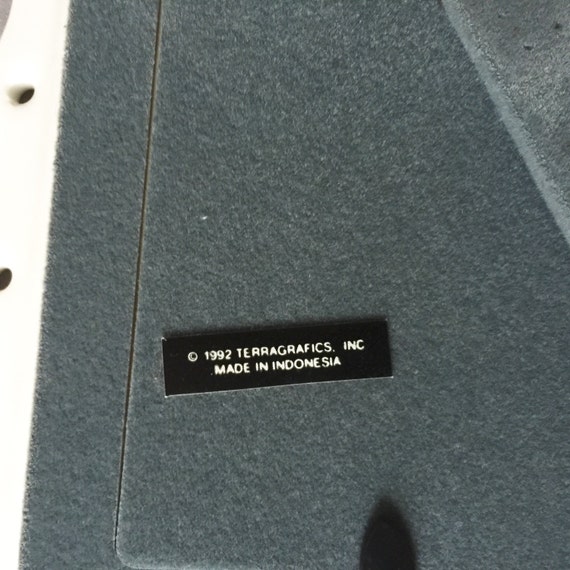 © 1992 TERRAGRAFICS, INC
MADE IN INDONESIA